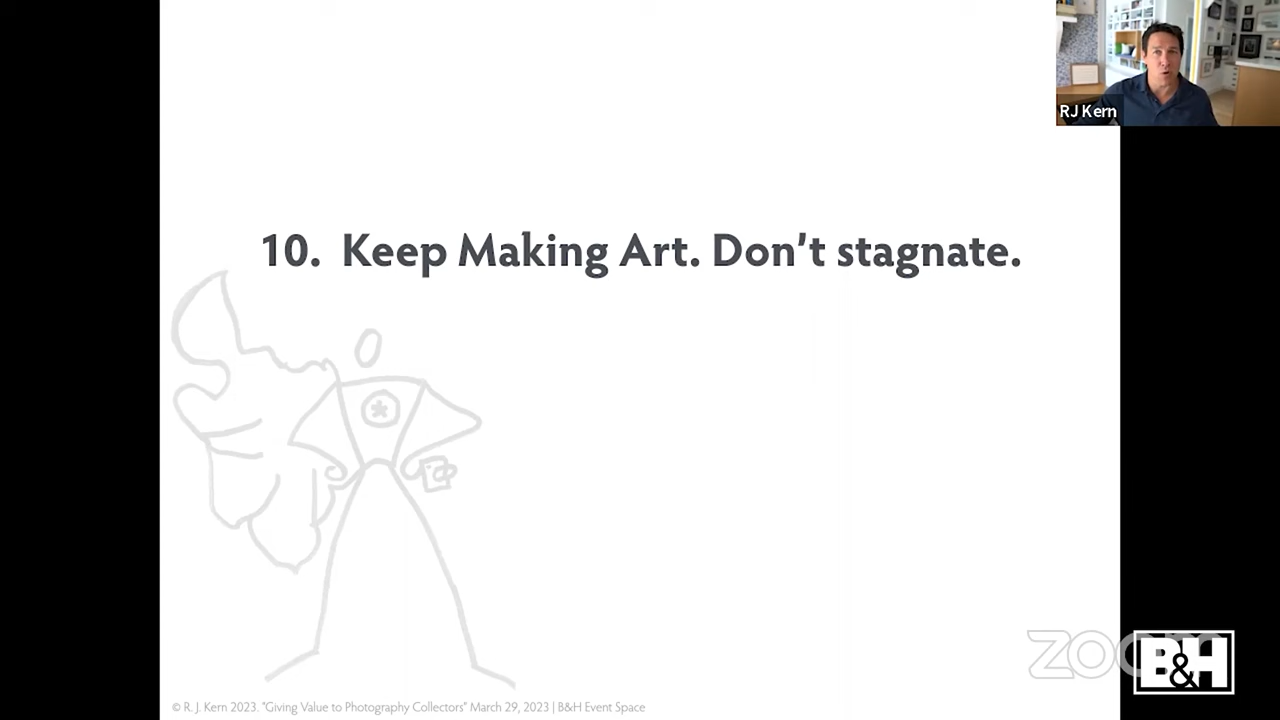 RJ Kern
10. Keep Making Art. Don't stagnate.
zoom
B&H
© R. J. Kern 2023. "Giving Value to Photography Collectors" March 29, 2023 | B&H Event Space